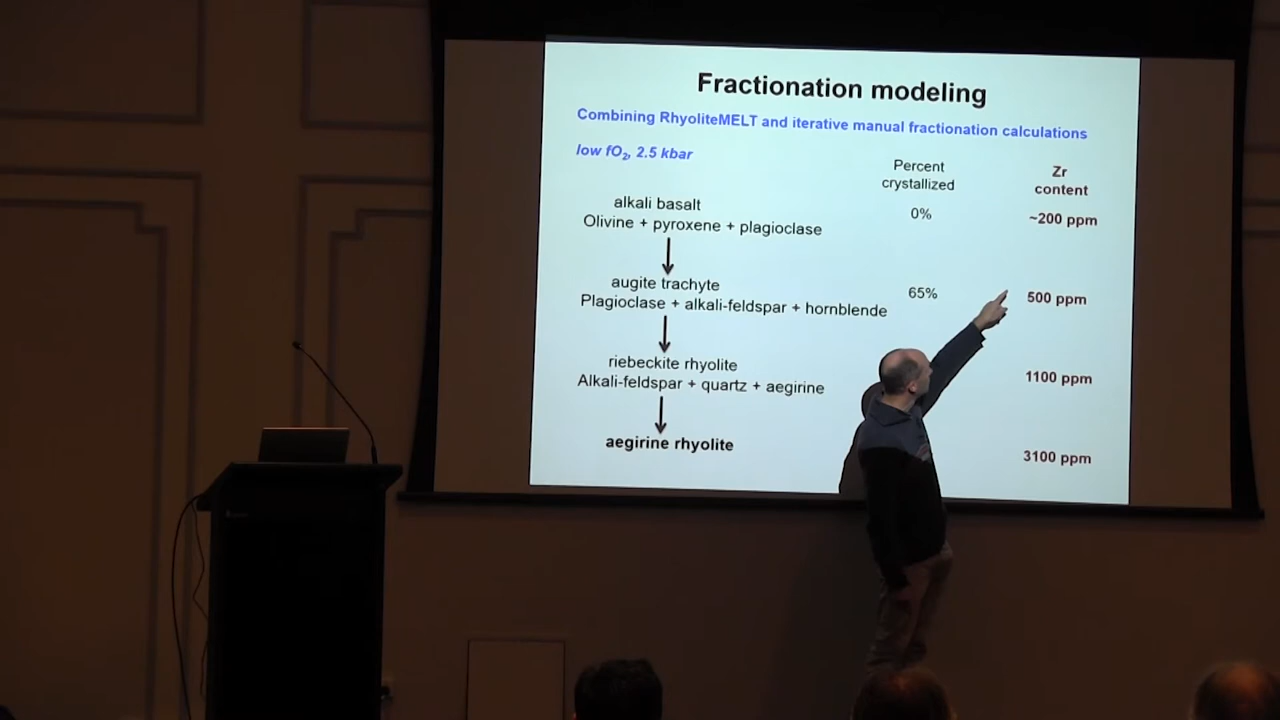 Fractionation modeling
Combining RhyoliteMELT and iterative manual fractionation calculations
low fO2, 2.5 kbar
Percent
crystallized
Zr
content
alkali basalt
0%
~200 ppm
Olivine + pyroxene + plagioclase
augite trachyte
65%
500 ppm
Plagioclase + alkali-feldspar + hornblende
riebeckite rhyolite
1100 ppm
Alkali-feldspar + quartz + aegirine
aegirine rhyolite
3100 ppm